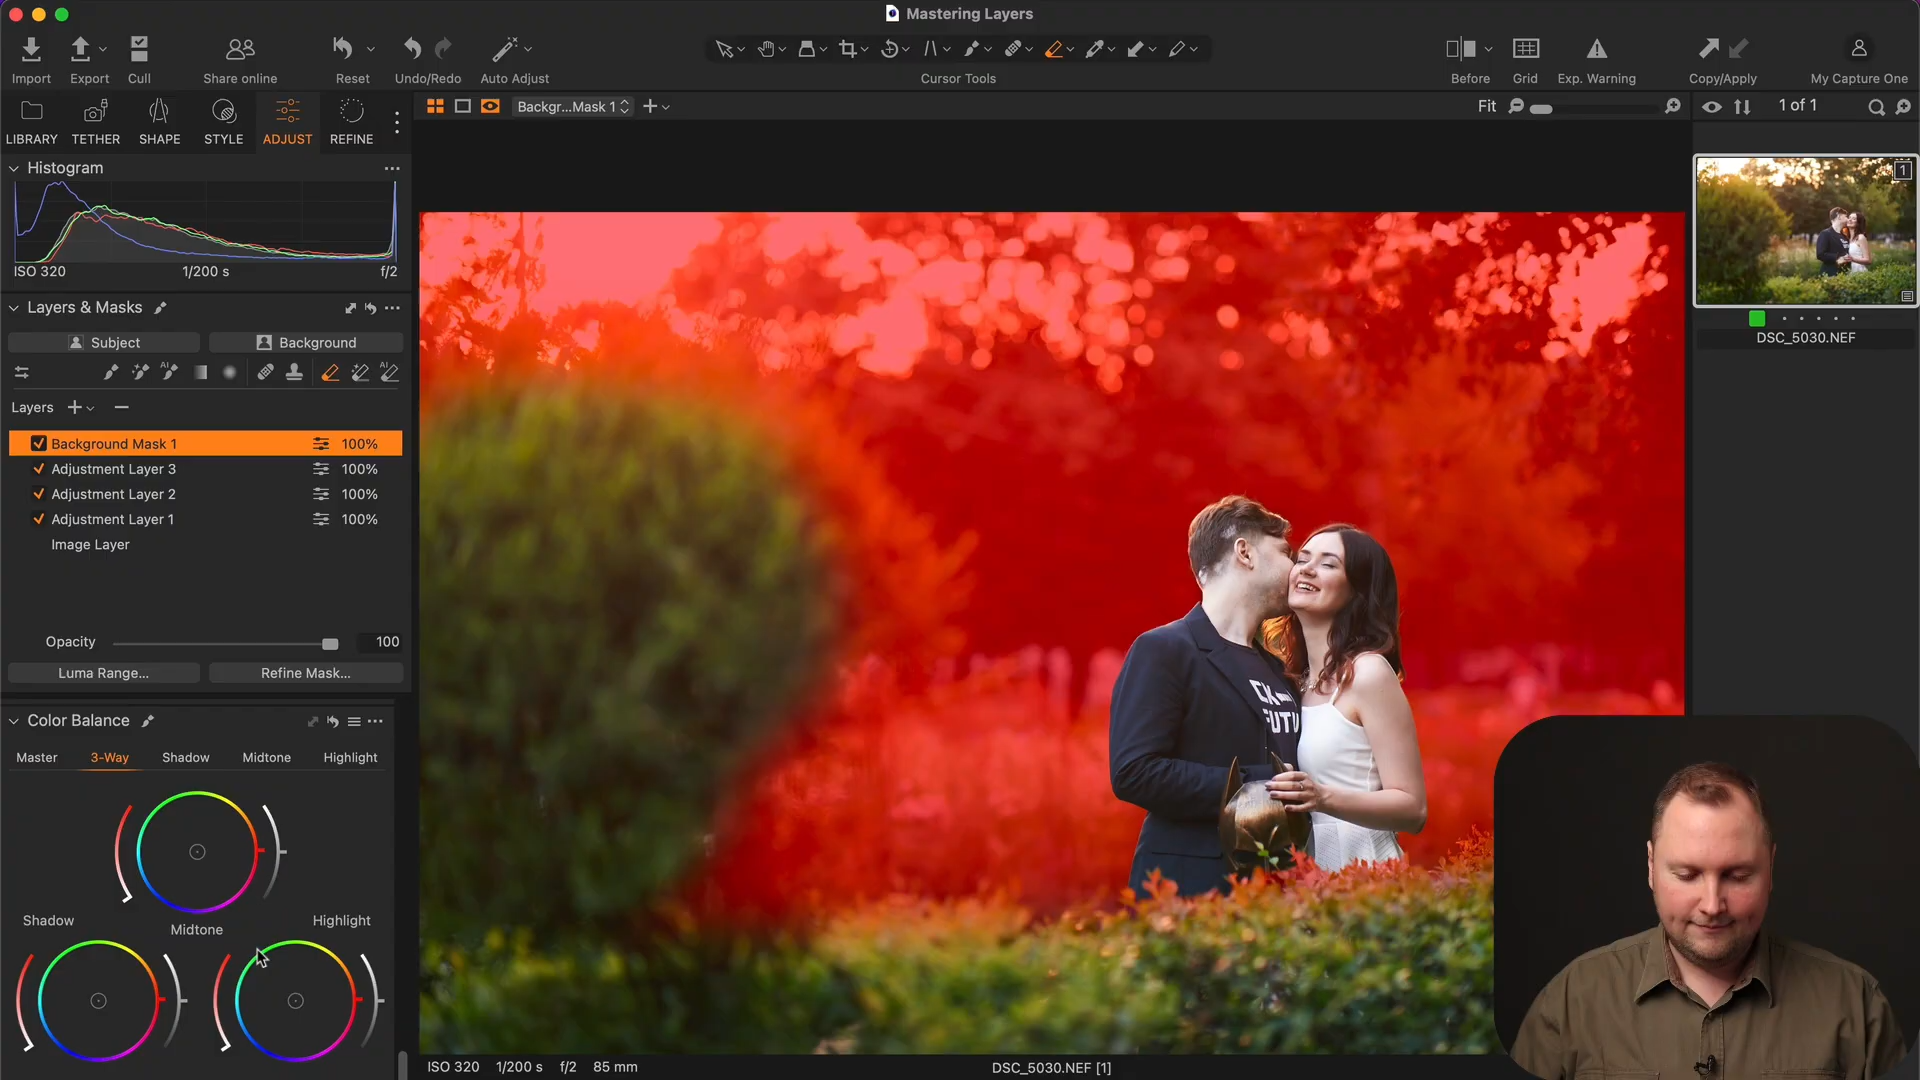 Mastering Layers
Import
Export
Cull
Share online
Reset
Undo/Redo
Auto Adjust
Cursor Tools
Before
Grid
Exp. Warning
Copy/Apply
My Capture One
LIBRARY
TETHER
SHAPE
STYLE
ADJUST
REFINE
Backgr...Mask 1
Fit
1 of 1
Histogram
ISO 320
1/200 s
f/2
1
DSC_5030.NEF
Layers & Masks
Subject
Background
AI
AI
Layers
Background Mask 1
100%
Adjustment Layer 3
100%
Adjustment Layer 2
100%
Adjustment Layer 1
100%
Image Layer
Opacity
100
Luma Range...
Refine Mask...
Color Balance
Master
3-Way
Shadow
Midtone
Highlight
Shadow
Midtone
Highlight
ISO 320
1/200 s
f/2
85 mm
DSC_5030.NEF [1]